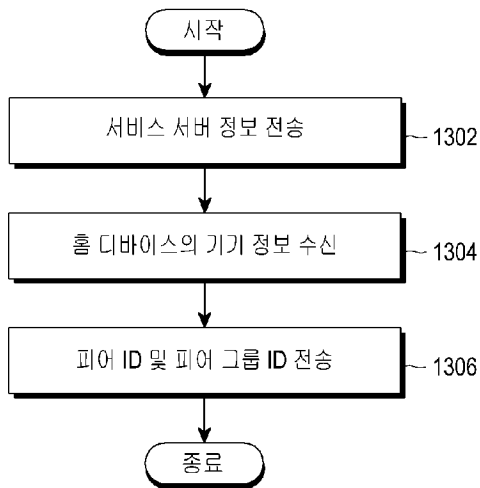 시작
서비스 서버 정보 전송
1302
홈 디바이스의 기기 정보 수신
1304
피어 ID 및 피어 그룹 ID 전송
1306
종료